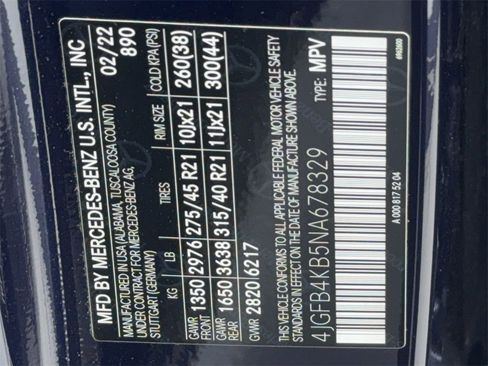 MFD BY MERCEDES-BENZ U.S. INTL., INC
MANUFACTURED IN USA (ALABAMA, TUSCALOOSA COUNTY) 02/22
UNDER CONTRACT FOR MERCEDES-BENZ AG, 890
STUTTGART (GERMANY)
KG LB TIRES RIM SIZE COLD KPA(PSI)
GAWR FRONT 1350 2976 275/45 R21 10Jx21 260(38)
GAWR REAR 1650 3638 315/40 R21 11Jx21 300(44)
GVWR 2820 6217
THIS VEHICLE CONFORMS TO ALL APPLICABLE FEDERAL MOTOR VEHICLE SAFETY
STANDARDS IN EFFECT ON THE DATE OF MANUFACTURE SHOWN ABOVE.
4JGFB4KB5NA678329 TYPE: MPV
A 000 817 52 04